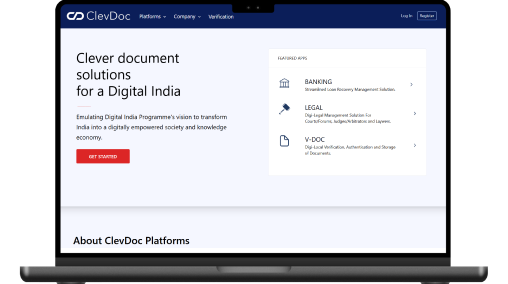 ClevDoc Platforms Company Verification Log In Register
Clever document
solutions
for a Digital India
Emulating Digital India Programme's vision to transform
India into a digitally empowered society and knowledge
economy.
GET STARTED
FEATURED APPS
BANKING
Streamlined Loan Recovery Management Solution
LEGAL
Digi-Legal Management Solution For
Courts/Forums, Judges/Arbitrators and Lawyers.
V-DOC
Digi-Local Verification, Authentication and Storage
of Documents
About ClevDoc Platforms